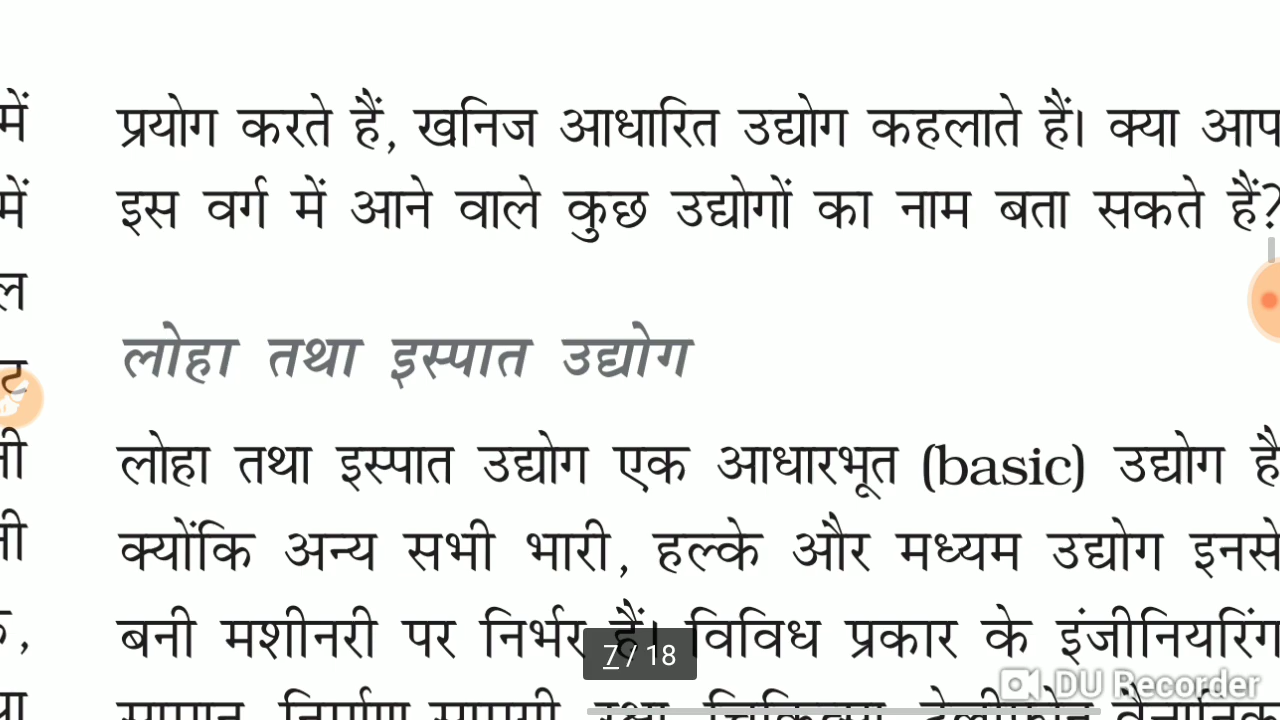 प्रयोग करते हैं, खनिज आधारित उद्योग कहलाते हैं। क्या आप
इस वर्ग में आने वाले कुछ उद्योगों का नाम बता सकते हैं?
लोहा तथा इस्पात उद्योग
लोहा तथा इस्पात उद्योग एक आधारभूत (basic) उद्योग है
क्योंकि अन्य सभी भारी, हल्के और मध्यम उद्योग इनसे
बनी मशीनरी पर निर्भर हैं। विविध प्रकार के इंजीनियरिंग
7 / 18
DU Recorder